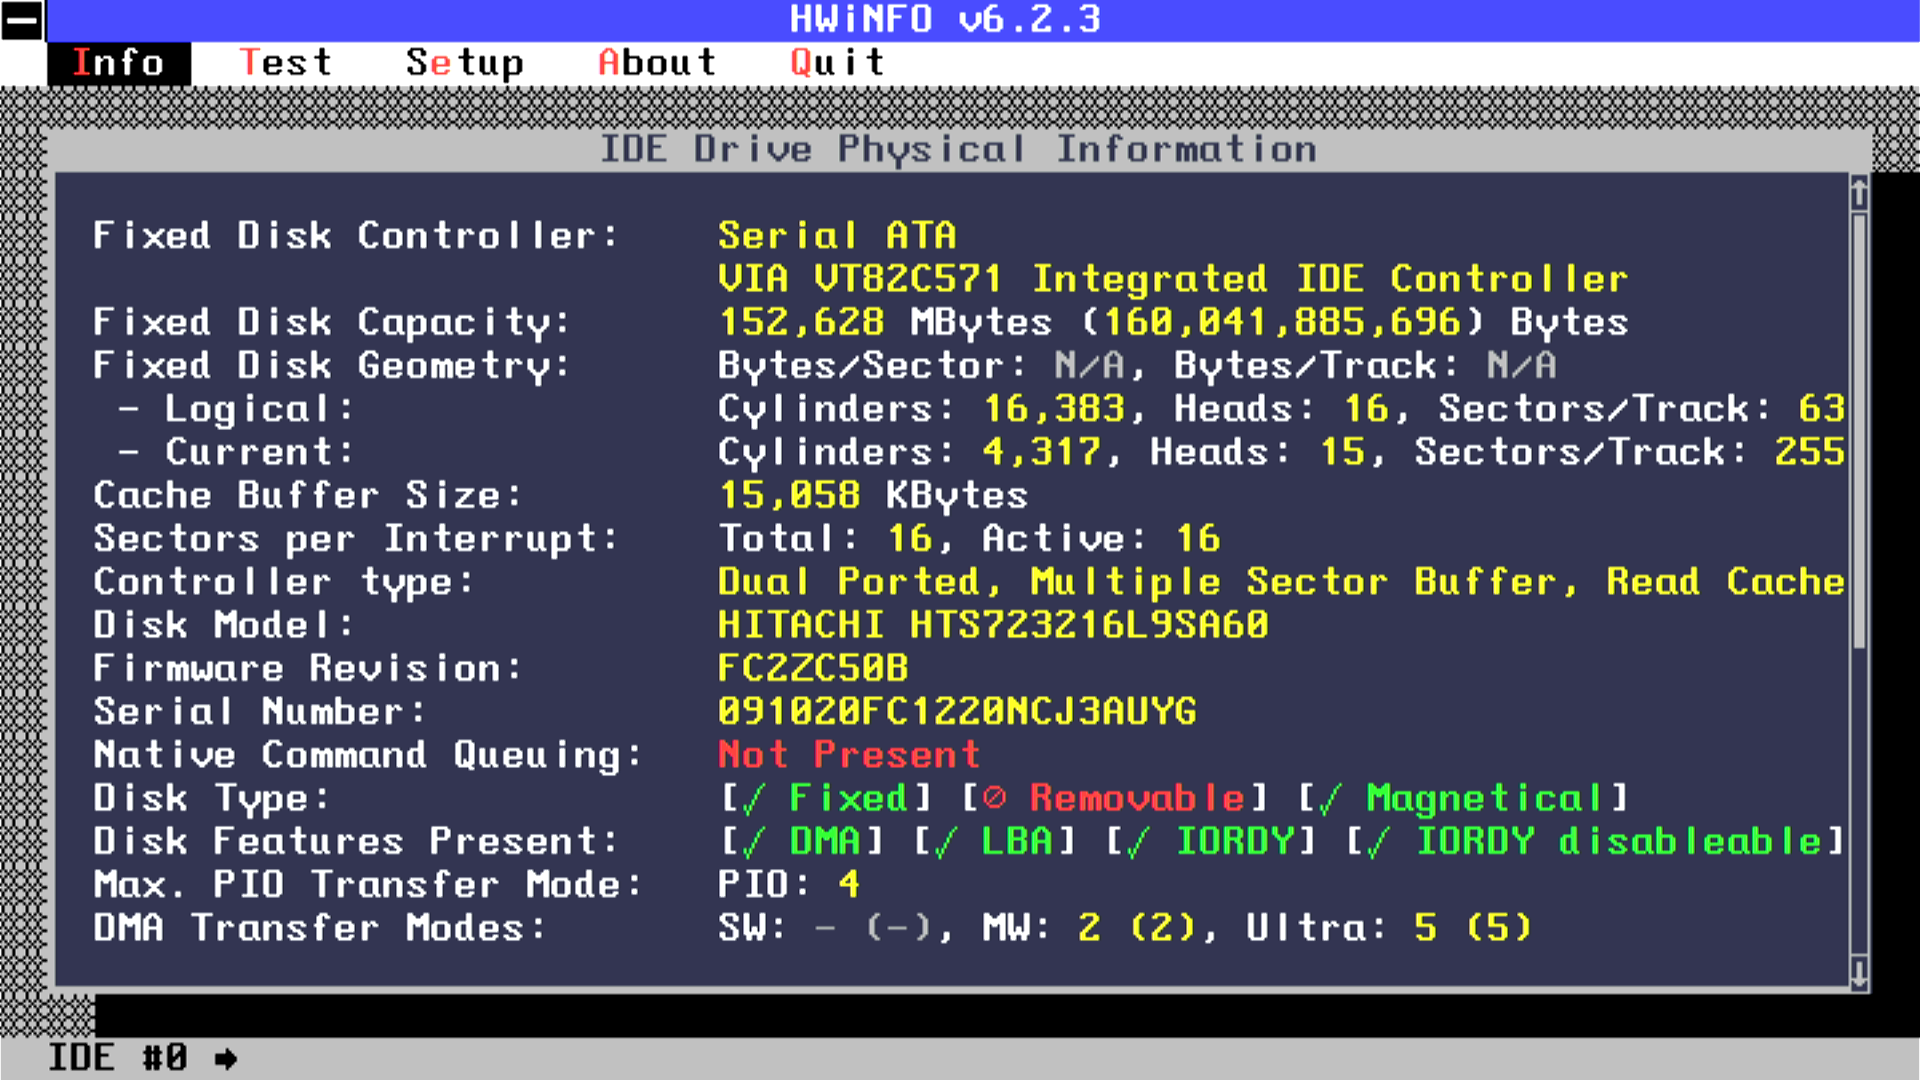 HWiNFO v6.2.3
Info Test Setup About Quit
IDE Drive Physical Information
Fixed Disk Controller: Serial ATA
VIA VT82C571 Integrated IDE Controller
Fixed Disk Capacity: 152,628 MBytes (160,041,885,696) Bytes
Fixed Disk Geometry: Bytes/Sector: N/A, Bytes/Track: N/A
- Logical: Cylinders: 16,383, Heads: 16, Sectors/Track: 63
- Current: Cylinders: 4,317, Heads: 15, Sectors/Track: 255
Cache Buffer Size: 15,058 KBytes
Sectors per Interrupt: Total: 16, Active: 16
Controller type: Dual Ported, Multiple Sector Buffer, Read Cache
Disk Model: HITACHI HTS723216L9SA60
Firmware Revision: FC2ZC50B
Serial Number: 091020FC1220NCJ3AUYG
Native Command Queuing: Not Present
Disk Type: [√ Fixed] [⊘ Removable] [√ Magnetical]
Disk Features Present: [√ DMA] [√ LBA] [√ IORDY] [√ IORDY disableable]
Max. PIO Transfer Mode: PIO: 4
DMA Transfer Modes: SW: - (-), MW: 2 (2), Ultra: 5 (5)
IDE #0 →